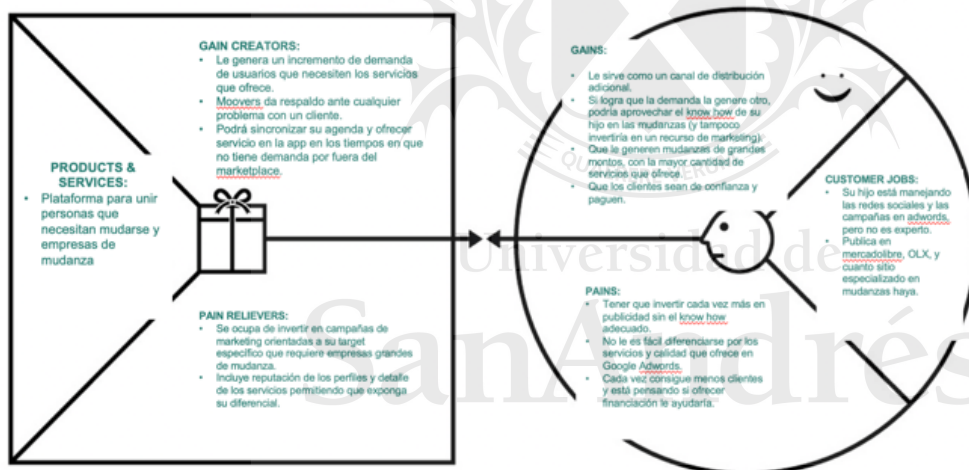 GAIN CREATORS:
• Le genera un incremento de demanda
de usuarios que necesiten los servicios
que ofrece.
• Moovers da respaldo ante cualquier
problema con un cliente.
• Podrá sincronizar su agenda y ofrecer
servicio en la app en los tiempos en que
no tiene demanda por fuera del
marketplace.
PRODUCTS &
SERVICES:
• Plataforma para unir
personas que
necesitan mudarse y
empresas de
mudanza
PAIN RELIEVERS:
• Se ocupa de invertir en campañas de
marketing orientadas a su target
específico que requiere empresas grandes
de mudanza.
• Incluye reputación de los perfiles y detalle
de los servicios permitiendo que exponga
su diferencial.
GAINS:
• Le sirve como un canal de distribución
adicional.
• Si logra que la demanda la genere otro,
podría aprovechar el know how de su
hijo en las mudanzas (y tampoco
invertiría en un recurso de marketing).
• Que le generen mudanzas de grandes
montos, con la mayor cantidad de
servicios que ofrece.
• Que los clientes sean de confianza y
paguen.
CUSTOMER JOBS:
• Su hijo está manejando
las redes sociales y las
campañas en adwords,
pero no es experto.
• Publica en
mercadolibre, OLX, y
cuanto sitio
especializado en
mudanzas haya.
PAINS:
• Tener que invertir cada vez más en
publicidad sin el know how
adecuado.
• No le es fácil diferenciarse por los
servicios y calidad que ofrece en
Google Adwords.
• Cada vez consigue menos clientes
y está pensando si ofrecer
financiación le ayudaría.
Universidad de
SanAndrés